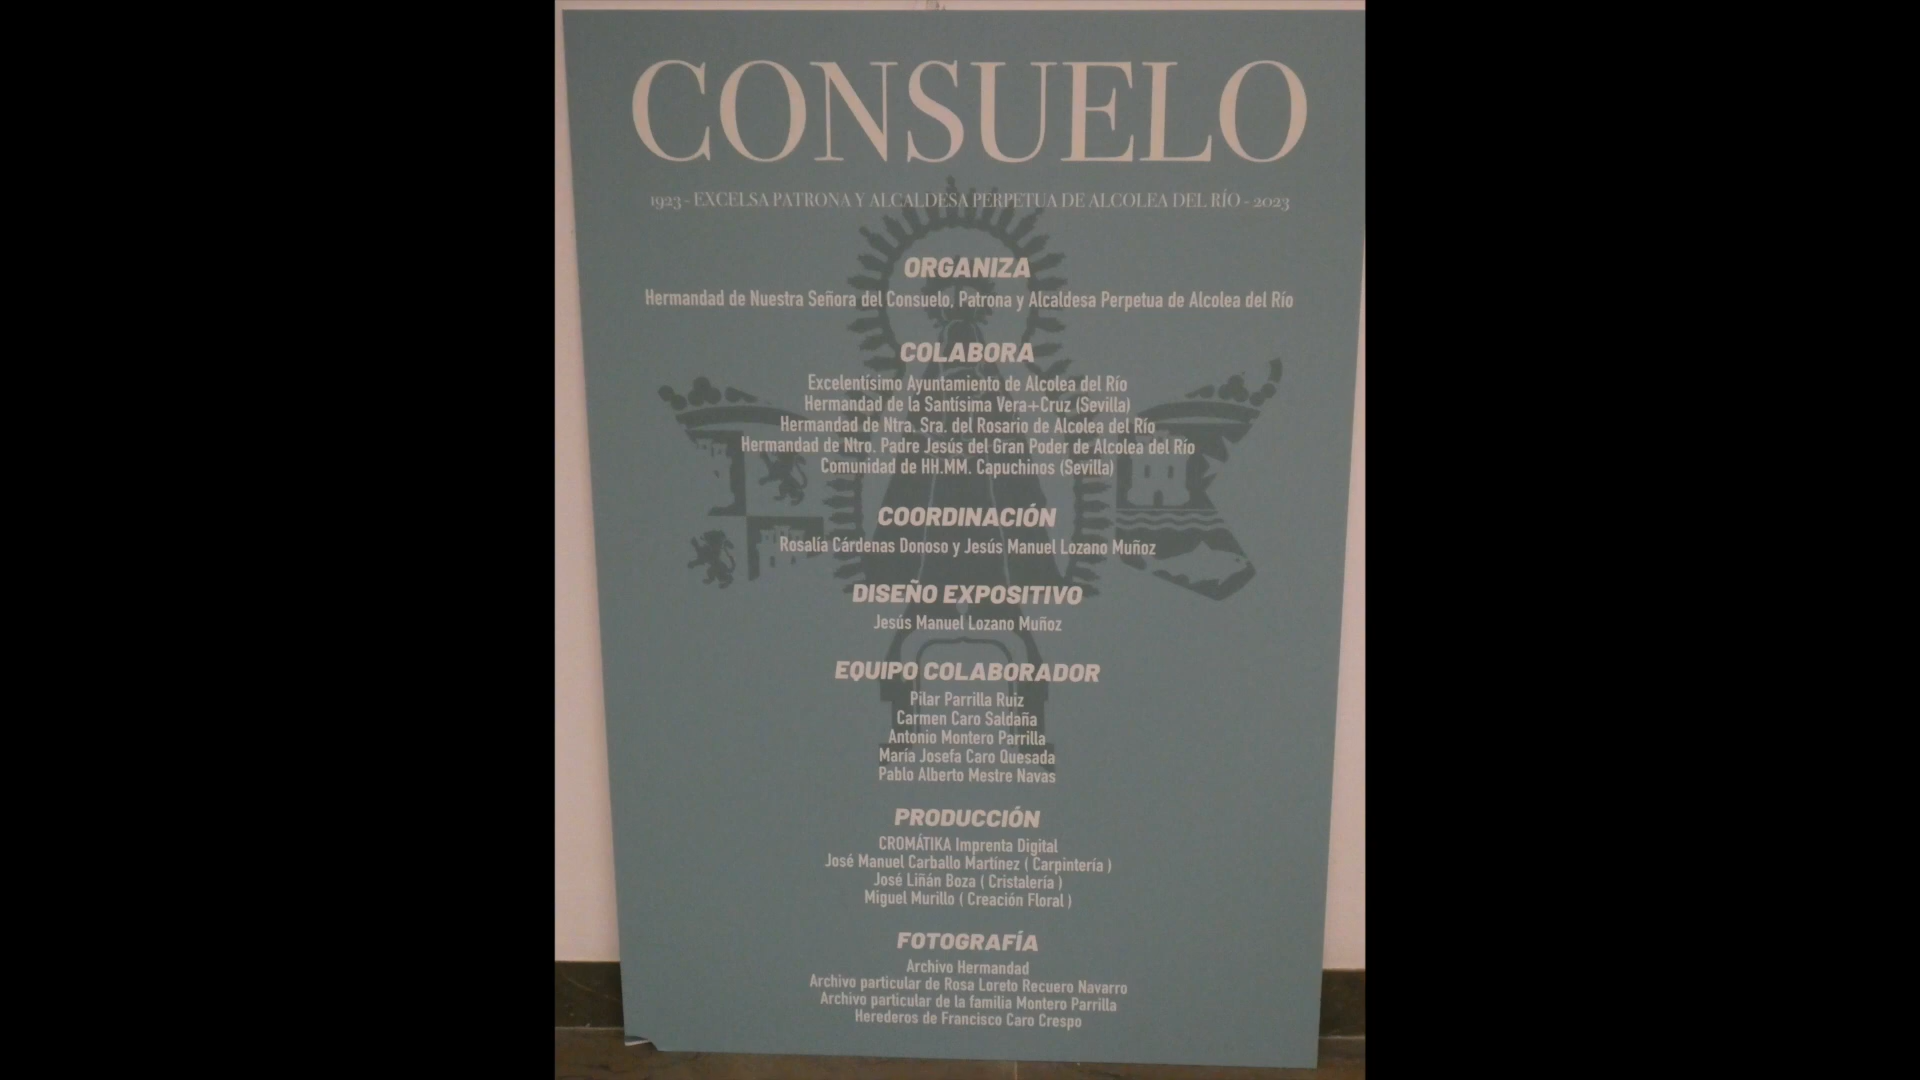 CONSUELO
1923 - EXCELSA PATRONA Y ALCALDESA PERPETUA DE ALCOLEA DEL RÍO - 2023
ORGANIZA
Hermandad de Nuestra Señora del Consuelo, Patrona y Alcaldesa Perpetua de Alcolea del Río
COLABORA
Excelentísimo Ayuntamiento de Alcolea del Río
Hermandad de la Santísima Vera+Cruz (Sevilla)
Hermandad de Ntra. Sra. del Rosario de Alcolea del Río
Hermandad de Ntro. Padre Jesús del Gran Poder de Alcolea del Río
Comunidad de HH.MM. Capuchinos (Sevilla)
COORDINACIÓN
Rosalía Cárdenas Donoso y Jesús Manuel Lozano Muñoz
DISEÑO EXPOSITIVO
Jesús Manuel Lozano Muñoz
EQUIPO COLABORADOR
Pilar Parrilla Ruiz
Carmen Caro Saldaña
Antonio Montero Parrilla
María Josefa Caro Quesada
Pablo Alberto Mestre Navas
PRODUCCIÓN
CROMÁTIKA Imprenta Digital
José Manuel Carballo Martínez ( Carpintería )
José Liñán Boza ( Cristalería )
Miguel Murillo ( Creación Floral )
FOTOGRAFÍA
Archivo Hermandad
Archivo particular de Rosa Loreto Recuero Navarro
Archivo particular de la familia Montero Parrilla
Herederos de Francisco Caro Crespo